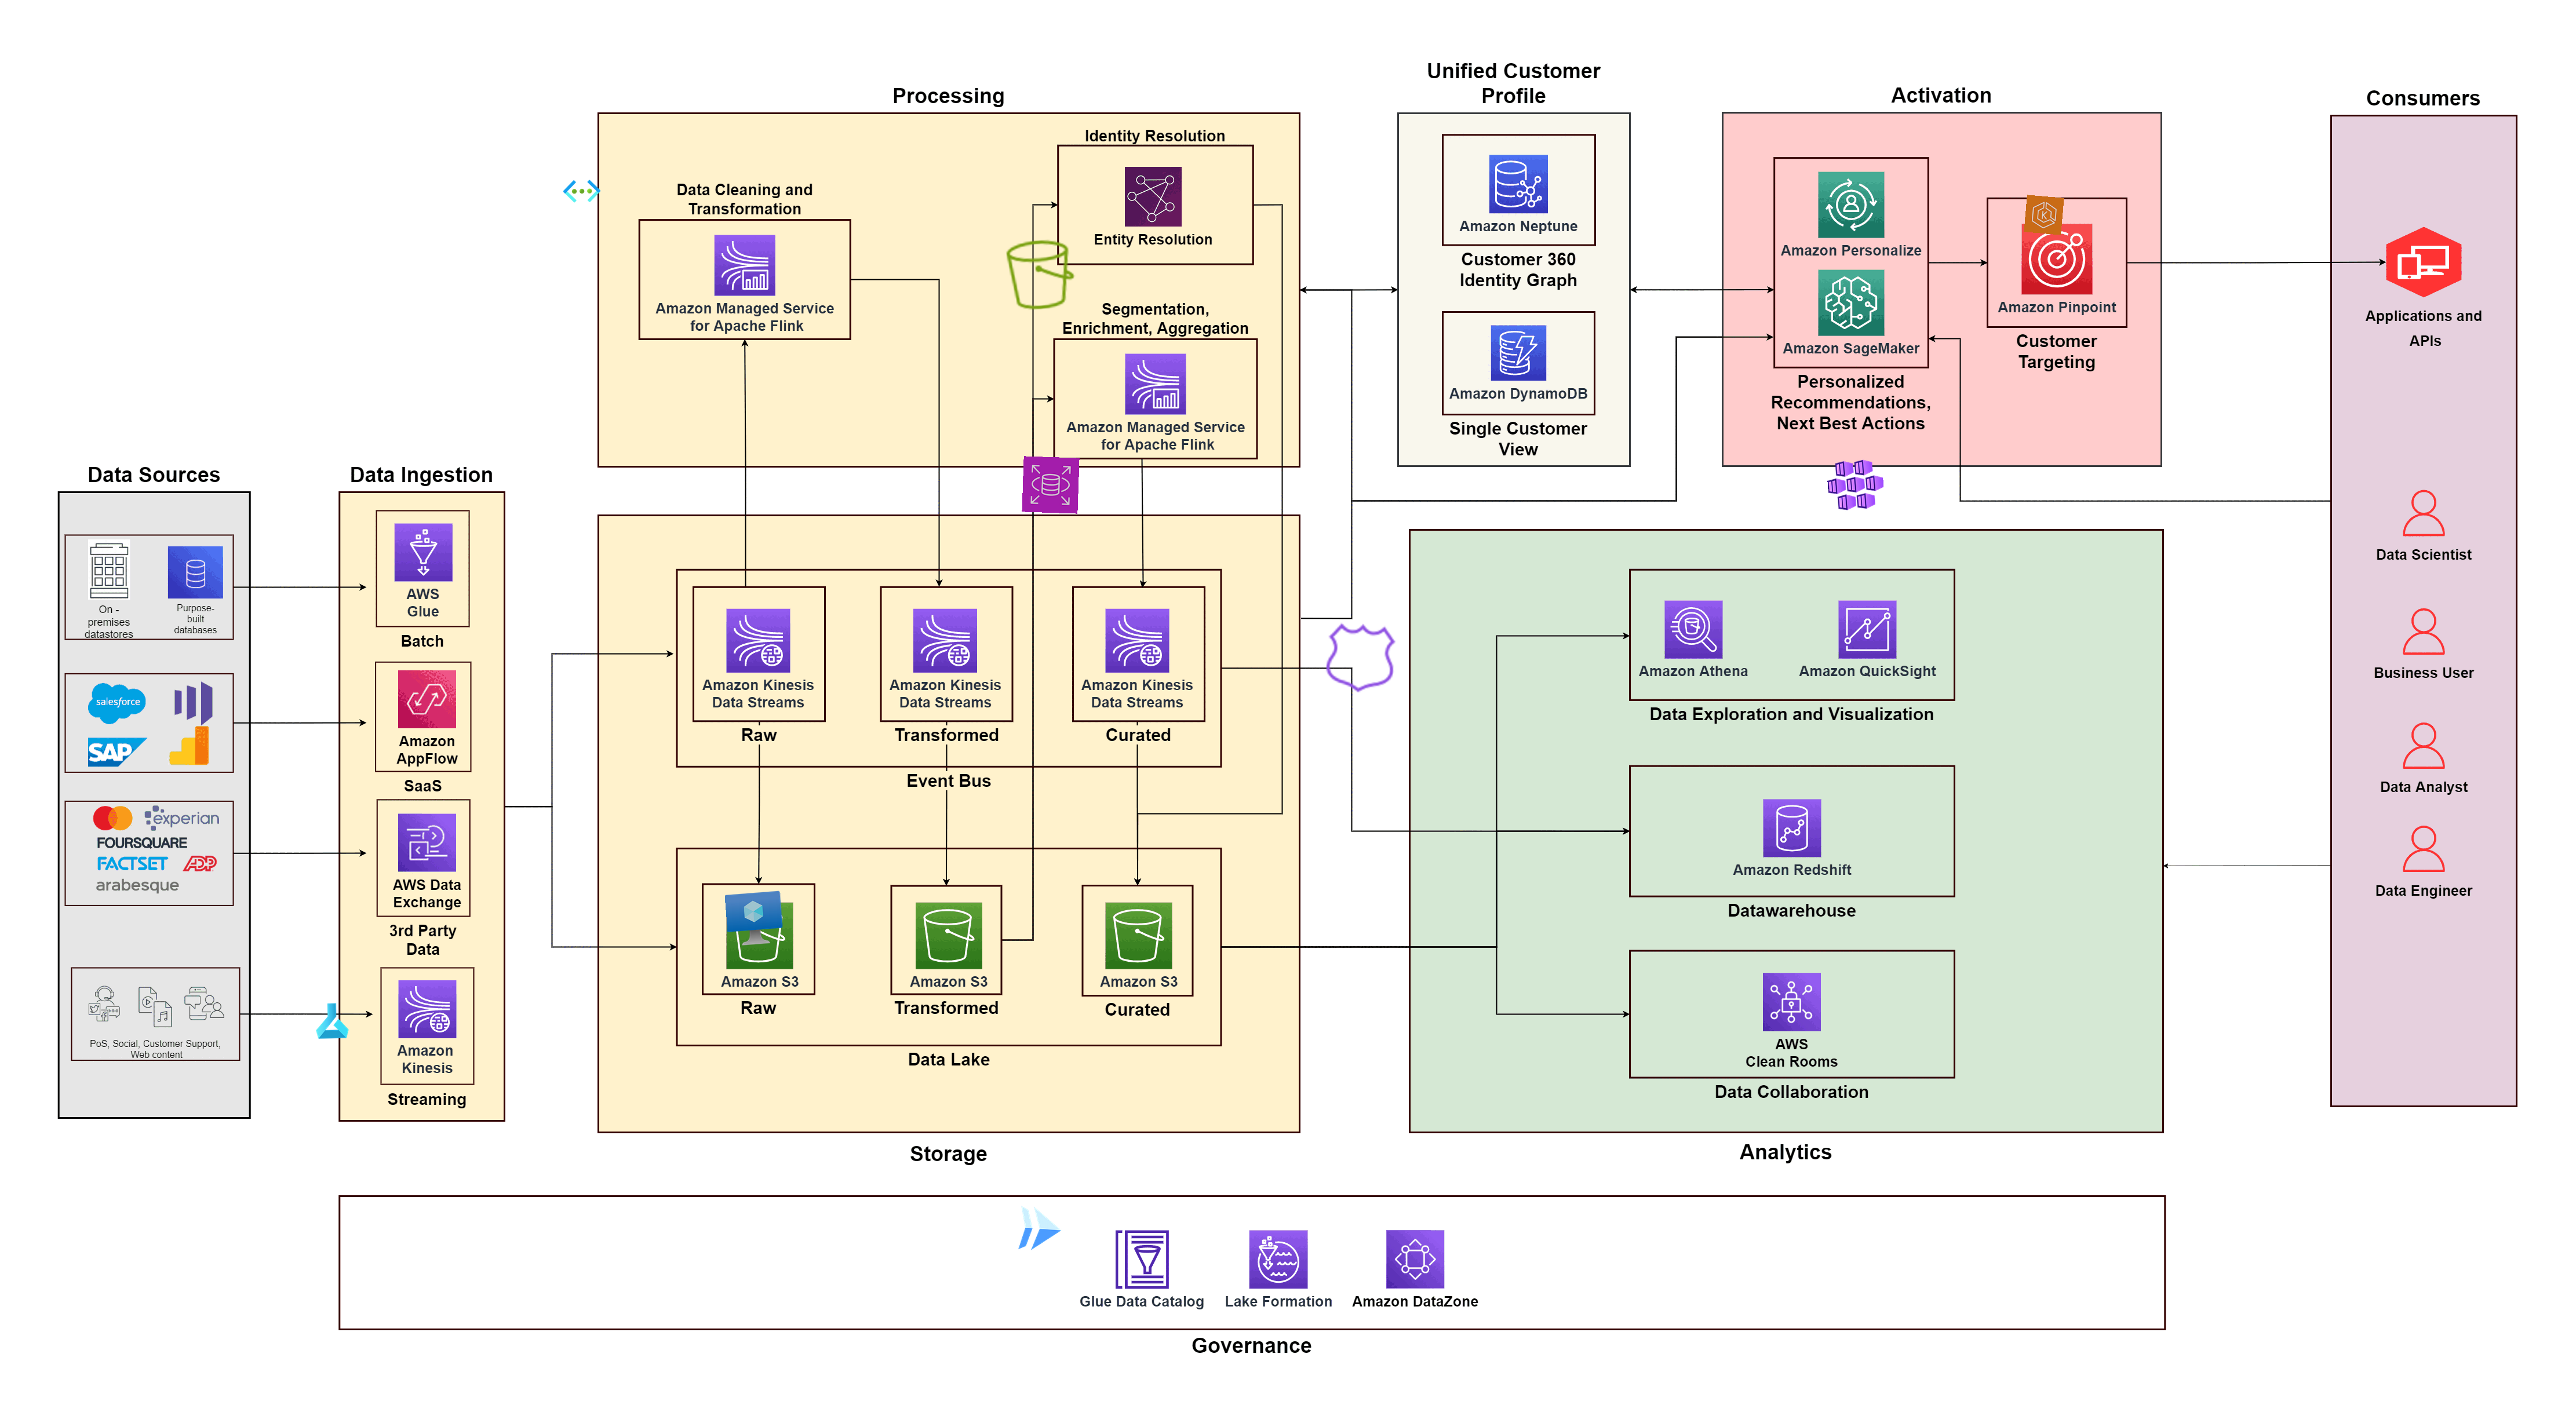 Data Sources
On -
premises
datastores
Purpose-
built
databases
salesforce
SAP
experian
FOURSQUARE
FACTSET
ADP
arabesque
PoS, Social, Customer Support,
Web content
Data Ingestion
AWS
Glue
Batch
Amazon
AppFlow
SaaS
AWS Data
Exchange
3rd Party
Data
Amazon
Kinesis
Streaming
Processing
Data Cleaning and
Transformation
Amazon Managed Service
for Apache Flink
Identity Resolution
Entity Resolution
Segmentation,
Enrichment, Aggregation
Amazon Managed Service
for Apache Flink
Amazon Kinesis
Data Streams
Raw
Amazon Kinesis
Data Streams
Transformed
Amazon Kinesis
Data Streams
Curated
Event Bus
Amazon S3
Raw
Amazon S3
Transformed
Amazon S3
Curated
Data Lake
Storage
Unified Customer
Profile
Amazon Neptune
Customer 360
Identity Graph
Amazon DynamoDB
Single Customer
View
Activation
Amazon Personalize
Amazon SageMaker
Personalized
Recommendations,
Next Best Actions
K
Amazon Pinpoint
Customer
Targeting
Amazon Athena
Amazon QuickSight
Data Exploration and Visualization
Amazon Redshift
Datawarehouse
AWS
Clean Rooms
Data Collaboration
Analytics
Consumers
Applications and
APIs
Data Scientist
Business User
Data Analyst
Data Engineer
Glue Data Catalog
Lake Formation
Amazon DataZone
Governance